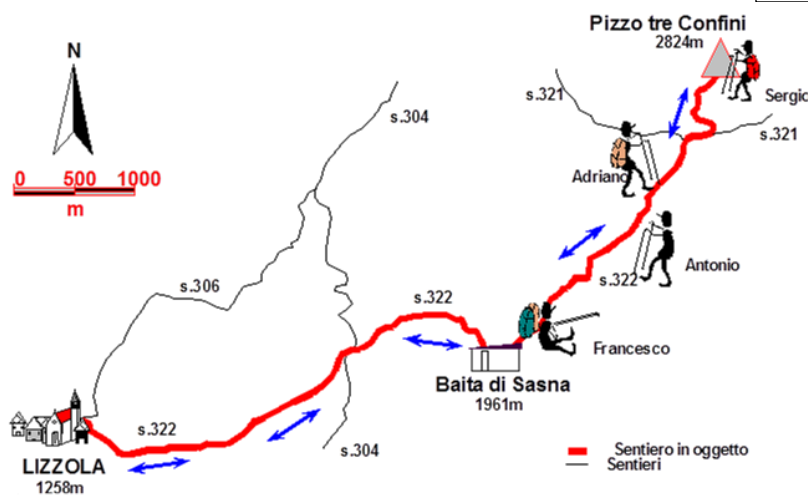 Pizzo tre Confini
2824m
Sergio
N
s.304
s.321
s.321
0 500 1000
m
Adriano
Antonio
s.322
s.306
s.322
Francesco
Baita di Sasna
1961m
s.322
s.304
LIZZOLA
1258m
Sentiero in oggetto
Sentieri